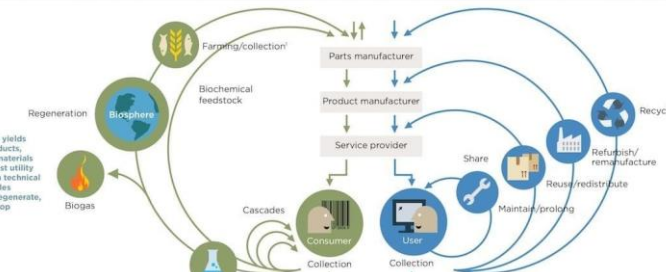 Farming/collection¹
Parts manufacturer
Biochemical
feedstock
Product manufacturer
Regeneration
Biosphere
Recyc
yields
ducts,
materials
st utility
technical
les
egenerate,
op
Service provider
Share
Refurbish/
remanufacture
Reuse/redistribute
Biogas
Maintain/prolong
Cascades
Consumer
User
Collection
Collection